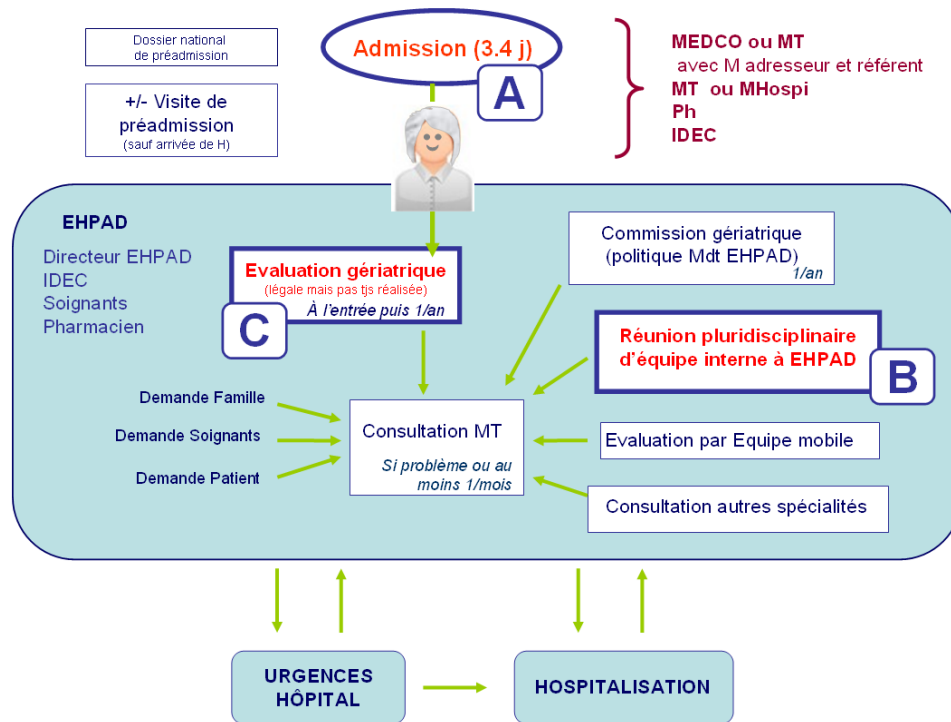 Dossier national
de préadmission
+/- Visite de
préadmission
(sauf arrivée de H)
Admission (3.4 j)
A
MEDCO ou MT
avec M adresseur et référent
MT ou MHospi
Ph
IDEC
EHPAD
Directeur EHPAD
IDEC
Soignants
Pharmacien
Evaluation gériatrique
(légale mais pas tjs réalisée)
À l'entrée puis 1/an
C
Commission gériatrique
(politique Mdt EHPAD)
1/an
Réunion pluridisciplinaire
d'équipe interne à EHPAD
B
Demande Famille
Demande Soignants
Demande Patient
Consultation MT
Si problème ou au
moins 1/mois
Evaluation par Equipe mobile
Consultation autres spécialités
URGENCES
HÔPITAL
HOSPITALISATION